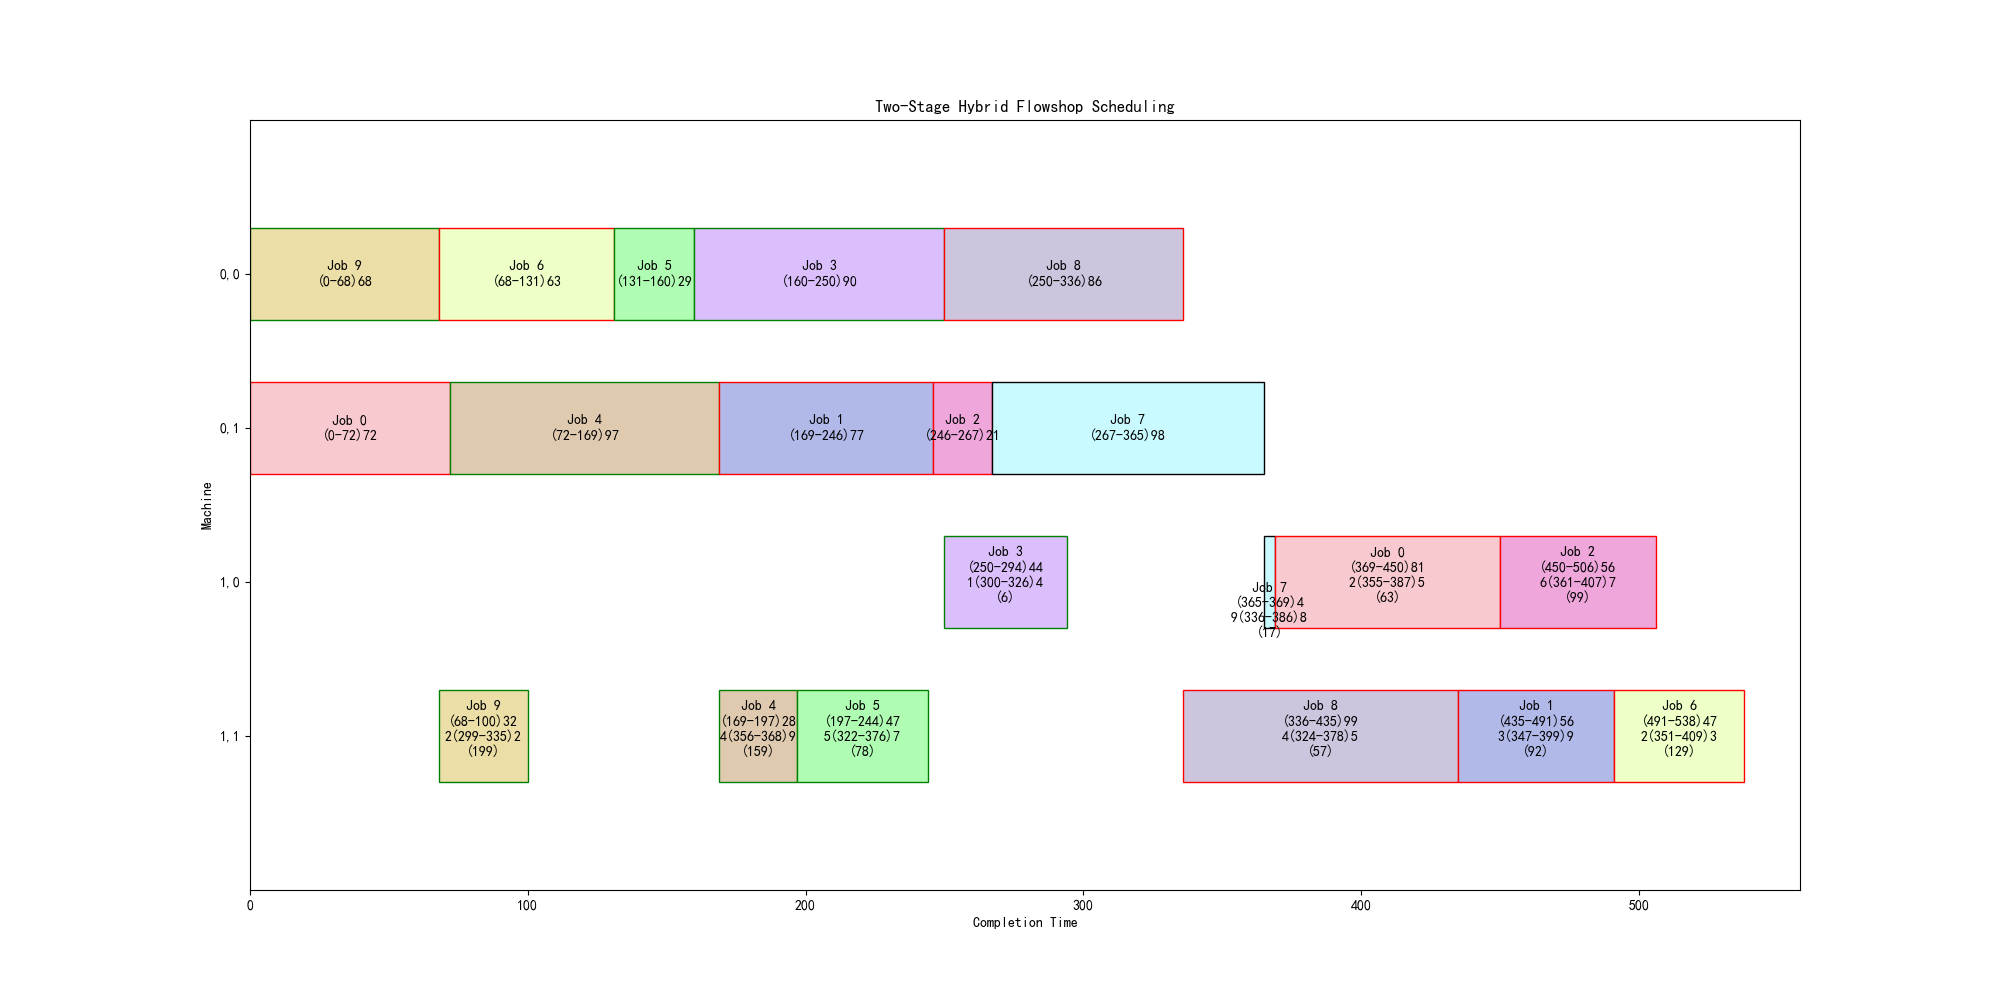 Two-Stage Hybrid Flowshop Scheduling
Machine
0,0
Job 9
(0-68)68
Job 6
(68-131)63
Job 5
(131-160)29
Job 3
(160-250)90
Job 8
(250-336)86
0,1
Job 0
(0-72)72
Job 4
(72-169)97
Job 1
(169-246)77
Job 2
(246-267)21
Job 7
(267-365)98
1,0
Job 3
(250-294)44
1(300-326)4
(6)
Job 7
(365-369)4
9(336-386)8
(17)
Job 0
(369-450)81
2(355-387)5
(63)
Job 2
(450-506)56
6(361-407)7
(99)
1,1
Job 9
(68-100)32
2(299-335)2
(199)
Job 4
(169-197)28
4(356-368)9
(159)
Job 5
(197-244)47
5(322-376)7
(78)
Job 8
(336-435)99
4(324-378)5
(57)
Job 1
(435-491)56
3(347-399)9
(92)
Job 6
(491-538)47
2(351-409)3
(129)
0 100 200 300 400 500
Completion Time